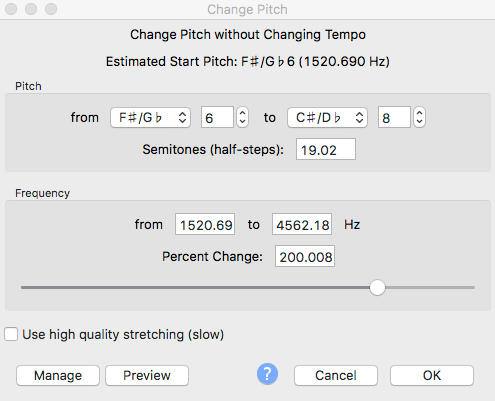 Change Pitch
Change Pitch without Changing Tempo
Estimated Start Pitch: F♯/G♭6 (1520.690 Hz)
Pitch
from F♯/G♭ 6 to C♯/D♭ 8
Semitones (half-steps): 19.02
Frequency
from 1520.69 to 4562.18 Hz
Percent Change: 200.008
Use high quality stretching (slow)
Manage Preview ? Cancel OK